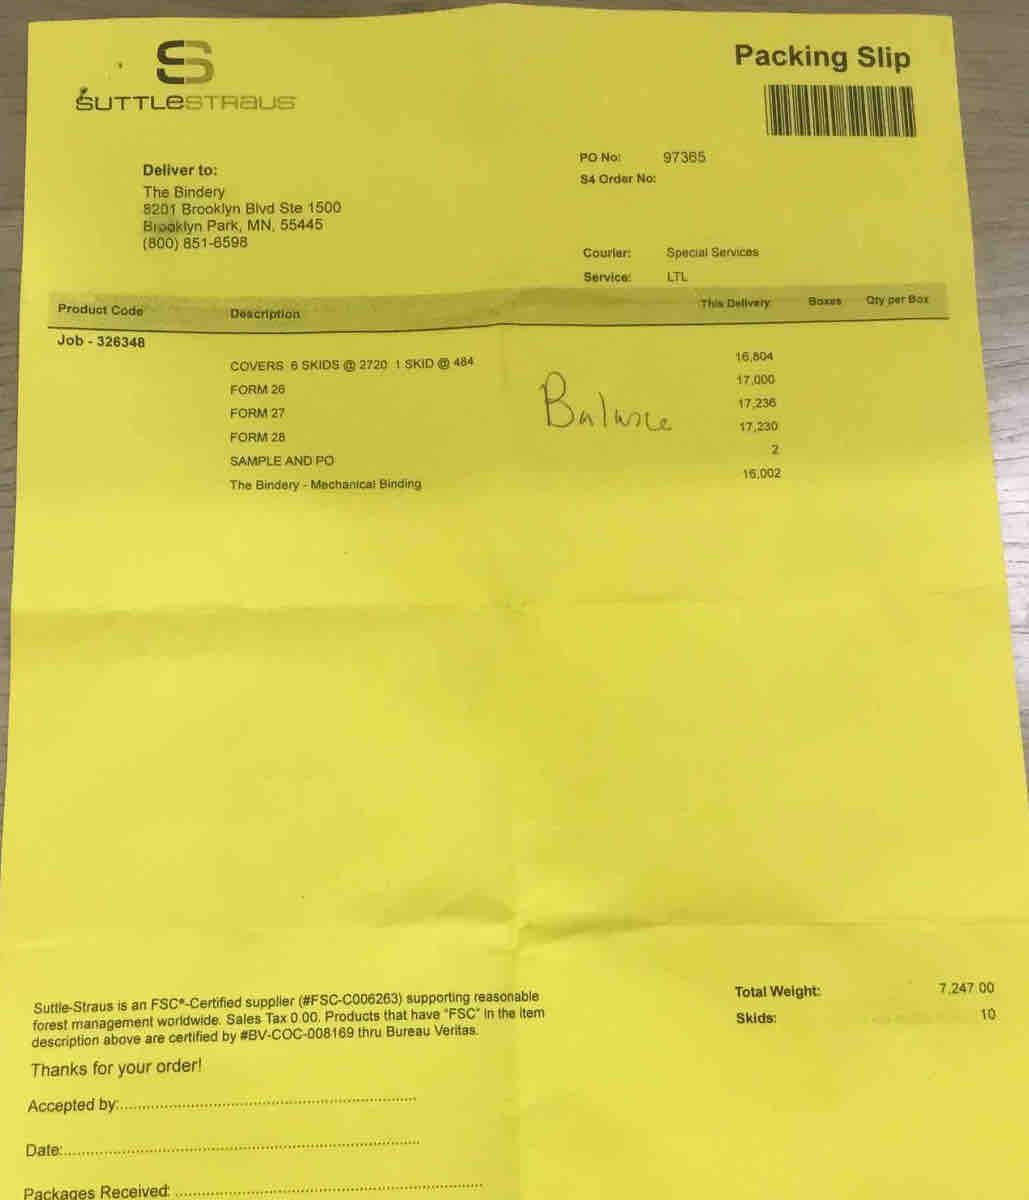 SUTTLESTRAUS
Packing Slip
Deliver to:
The Bindery
8201 Brooklyn Blvd Ste 1500
Brooklyn Park, MN, 55445
(800) 851-6598
PO No: 97365
S4 Order No:
Courier: Special Services
Service: LTL
Product Code Description This Delivery Boxes Qty per Box
Job - 326348
COVERS 6 SKIDS @ 2720 1 SKID @ 484 16,804
FORM 26 17,000
FORM 27 17,236
FORM 28 17,230
SAMPLE AND PO 2
The Bindery - Mechanical Binding 16,002
Balance
Suttle-Straus is an FSC®-Certified supplier (#FSC-C006263) supporting reasonable
forest management worldwide. Sales Tax 0.00. Products that have "FSC" in the Item
description above are certified by #BV-COC-008169 thru Bureau Veritas.
Total Weight: 7,247.00
Skids: 10
Thanks for your order!
Accepted by:
Date:
Packages Received: